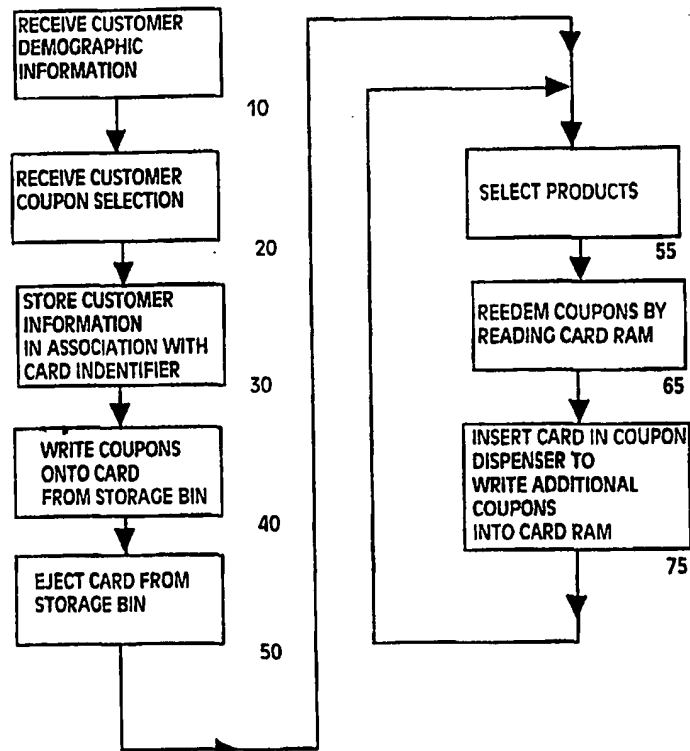 RECEIVE CUSTOMER
DEMOGRAPHIC
INFORMATION
10
RECEIVE CUSTOMER
COUPON SELECTION
20
STORE CUSTOMER
INFORMATION
IN ASSOCIATION WITH
CARD INDENTIFIER
30
WRITE COUPONS
ONTO CARD
FROM STORAGE BIN
40
EJECT CARD FROM
STORAGE BIN
50
SELECT PRODUCTS
55
REEDEM COUPONS BY
READING CARD RAM
65
INSERT CARD IN COUPON
DISPENSER TO
WRITE ADDITIONAL
COUPONS
INTO CARD RAM
75